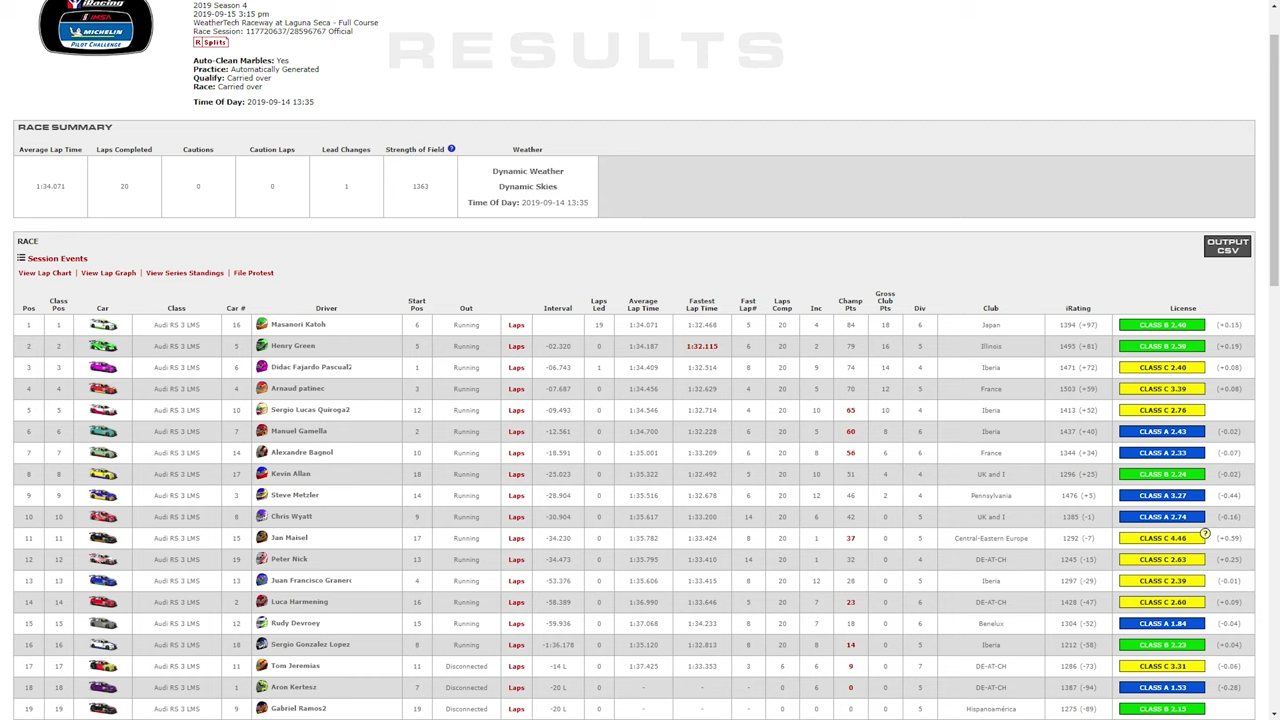 iRacing
IMSA
MICHELIN
PILOT CHALLENGE
2019 Season 4
2019-09-15 3:15 pm
WeatherTech Raceway at Laguna Seca - Full Course
Race Session: 117720637/28596767 Official
R Splits
RESULTS
Auto-Clean Marbles: Yes
Practice: Automatically Generated
Qualify: Carried over
Race: Carried over
Time Of Day: 2019-09-14 13:35
RACE SUMMARY
Average Lap Time Laps Completed Cautions Caution Laps Lead Changes Strength of Field ? Weather
1:34.071 20 0 0 1 1363 Dynamic Weather
Dynamic Skies
Time Of Day: 2019-09-14 13:35
RACE
OUTPUT CSV
Session Events
View Lap Chart | View Lap Graph | View Series Standings | File Protest
Pos Class Pos Car Class Car # Driver Start Pos Out Interval Laps Led Average Lap Time Fastest Lap Time Fast Lap# Laps Comp Inc Champ Pts Gross Club Pts Div Club iRating License
1 1 Audi RS 3 LMS 16 Masanori Katoh 6 Running Laps 19 1:34.071 1:32.468 5 20 4 84 18 6 Japan 1394 (+97) CLASS B 2.40 (+0.15)
2 2 Audi RS 3 LMS 5 Henry Green 5 Running Laps -02.320 0 1:34.187 1:32.115 6 20 4 79 16 5 Illinois 1495 (+81) CLASS B 2.59 (+0.19)
3 3 Audi RS 3 LMS 6 Didac Fajardo Pascual2 1 Running Laps -06.743 1 1:34.409 1:32.514 8 20 4 74 14 4 Iberia 1471 (+72) CLASS C 2.40 (+0.08)
4 4 Audi RS 3 LMS 4 Arnaud patinec 3 Running Laps -07.687 0 1:34.456 1:32.629 4 20 4 70 12 5 France 1503 (+59) CLASS C 3.39
5 5 Audi RS 3 LMS 10 Sergio Lucas Quiroga2 12 Running Laps -09.493 0 1:34.546 1:32.714 4 20 10 65 10 4 Iberia 1413 (+52) CLASS C 2.76
6 6 Audi RS 3 LMS 7 Manuel Gamella 2 Running Laps -12.561 0 1:34.700 1:32.228 6 20 6 60 8 6 Iberia 1437 (+40) CLASS A 2.43 (-0.02)
7 7 Audi RS 3 LMS 14 Alexandre Bagnol 10 Running Laps -18.591 0 1:35.001 1:33.209 4 20 8 56 6 France 1344 (+34) CLASS A 2.33 (-0.07)
8 8 Audi RS 3 LMS 17 Kevin Allan 18 Running Laps -25.023 0 1:35.322 1:32.492 5 20 10 51 4 UK and I 1296 (+25) CLASS B 2.24
9 9 Audi RS 3 LMS 3 Steve Metzler 14 Running Laps -28.904 0 1:35.516 1:32.678 6 20 46 2 Pennsylvania 1476 (+3) CLASS A 3.27 (-0.44)
10 10 Audi RS 3 LMS 8 Chris Wyatt 9 Running Laps -30.904 0 1:35.617 1:33.200 14 20 6 42 0 5 UK and I 1385 (-1) CLASS A 2.74
11 11 Audi RS 3 LMS 15 Jan Maisel 17 Running Laps -34.230 0 1:35.782 1:33.424 8 20 1 37 0 5 Central-Eastern Europe 1292 (-7) CLASS C 4.46 ? (+0.59)
12 12 Audi RS 3 LMS 19 Peter Nick 13 Running Laps -34.473 0 1:35.795 1:33.408 14 20 32 0 4 DE-AT-CH 1245 (-15) CLASS C 2.63 (+0.25)
13 13 Audi RS 3 LMS 13 Juan Francisco Granero 4 Running Laps -53.376 0 1:35.606 1:33.415 8 20 28 0 Iberia 1297 (-29) CLASS C 2.39 (-0.01)
14 14 Audi RS 3 LMS 2 Luca Harmening 16 Running Laps -58.389 0 1:36.990 1:33.646 5 20 23 0 6 DE-AT-CH 1428 (-47) CLASS C 2.60
15 15 Audi RS 3 LMS 12 Rudy Devroey 15 Running Laps -59.936 0 1:37.068 1:34.233 8 20 18 0 6 Benelux 1304 (-52) CLASS A 1.84 (-0.04)
16 16 Audi RS 3 LMS 18 Sergio Gonzalez Lopez 8 Running Laps -1:36.178 0 1:35.120 1:32.813 8 20 14 0 Iberia 1212 (-58) CLASS B 2.23 (+0.04)
17 17 Audi RS 3 LMS 11 Tom Jeremias 11 Disconnected Laps -14 L 0 1:37.425 1:33.353 3 6 6 9 0 DE-AT-CH 1286 (-73) CLASS C 3.31
18 18 Audi RS 3 LMS 1 Aron Kertesz 7 Disconnected Laps -20 L 0 - - 0 0 DE-AT-CH 1387 (-94) CLASS A 1.53 (-0.28)
19 19 Audi RS 3 LMS 9 Gabriel Ramos2 19 Disconnected Laps -20 L 0 - - 0 0 Hispanoamérica 1275 (-89) CLASS B 2.13